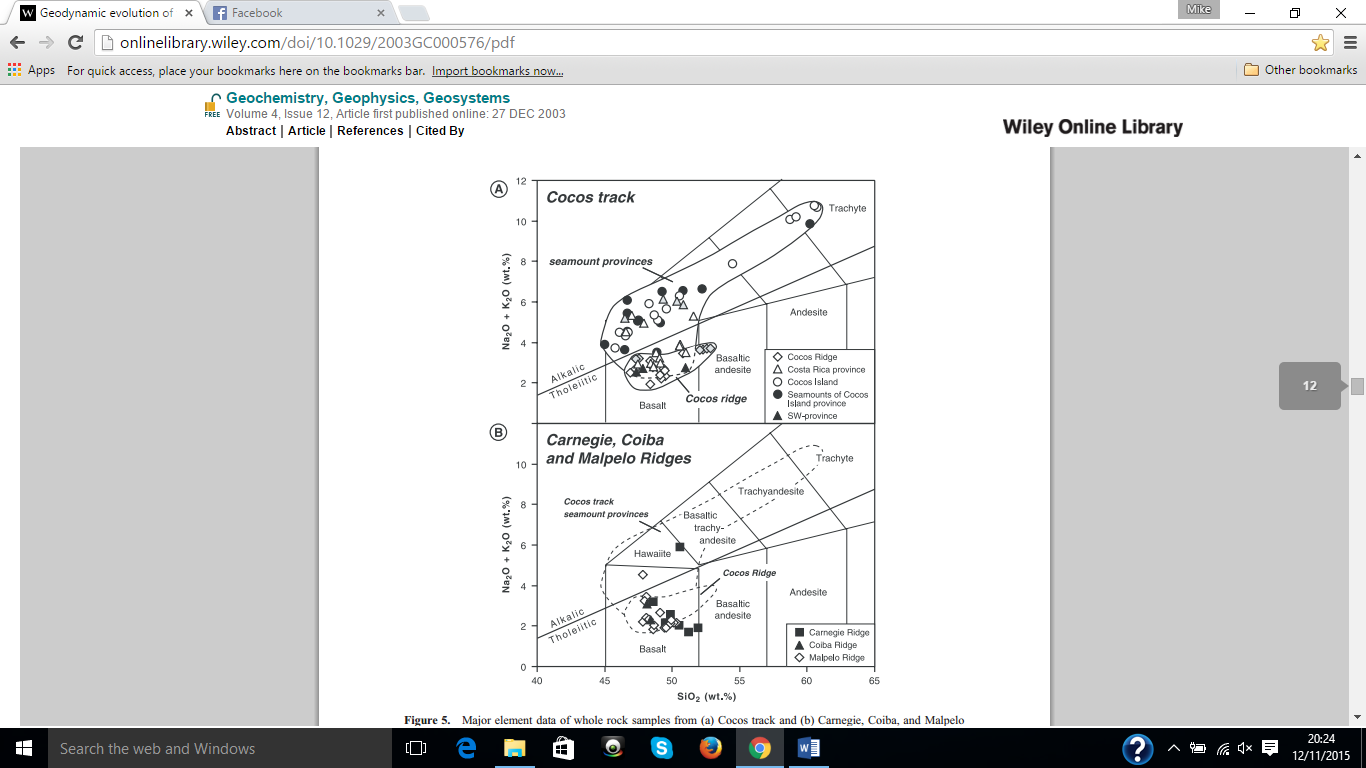 Geodynamic evolution of
Facebook
Mike
onlinelibrary.wiley.com/doi/10.1029/2003GC000576/pdf
Apps For quick access, place your bookmarks here on the bookmarks bar. Import bookmarks now...
Other bookmarks
FREE
Geochemistry, Geophysics, Geosystems
Volume 4, Issue 12, Article first published online: 27 DEC 2003
Abstract | Article | References | Cited By
Wiley Online Library
A
Cocos track
12
10
8
6
4
2
Na2O + K2O (wt.%)
Trachyte
seamount provinces
Andesite
Alkalic
Tholeiitic
Basaltic
andesite
Basalt
Cocos ridge
Cocos Ridge
Costa Rica province
Cocos Island
Seamounts of Cocos
Island province
SW-province
12
B
Carnegie, Coiba
and Malpelo Ridges
10
8
6
4
2
0
Na2O + K2O (wt.%)
Trachyte
Trachyandesite
Cocos track
seamount provinces
Basaltic
trachy-
andesite
Hawaiite
Cocos Ridge
Andesite
Basaltic
andesite
Alkalic
Tholeiitic
Basalt
Carnegie Ridge
Coiba Ridge
Malpelo Ridge
40 45 50 55 60 65
SiO2 (wt.%)
Figure 5. Major element data of whole rock samples from (a) Cocos track and (b) Carnegie, Coiba, and Malpelo
Search the web and Windows
20:24
12/11/2015